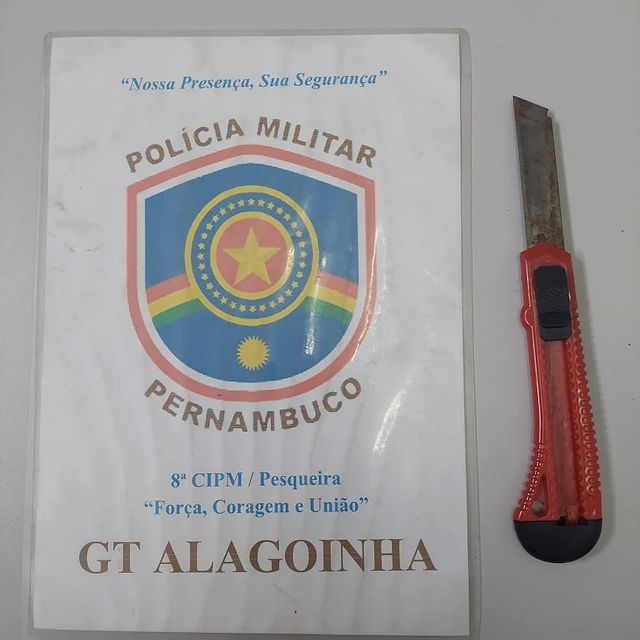 “Nossa Presença, Sua Segurança”
POLÍCIA MILITAR
PERNAMBUCO
8ª CIPM / Pesqueira
“Força, Coragem e União”
GT ALAGOINHA